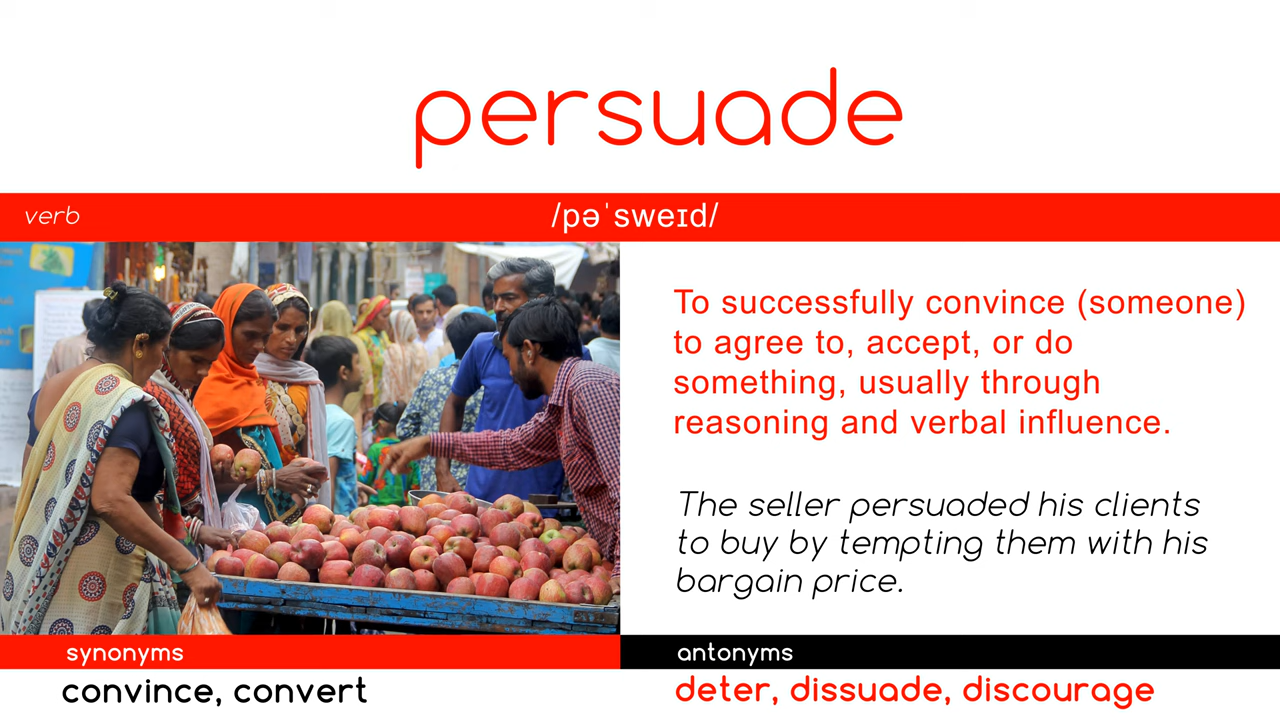 persuade
verb
/pəˈsweɪd/
To successfully convince (someone)
to agree to, accept, or do
something, usually through
reasoning and verbal influence.
The seller persuaded his clients
to buy by tempting them with his
bargain price.
synonyms
convince, convert
antonyms
deter, dissuade, discourage